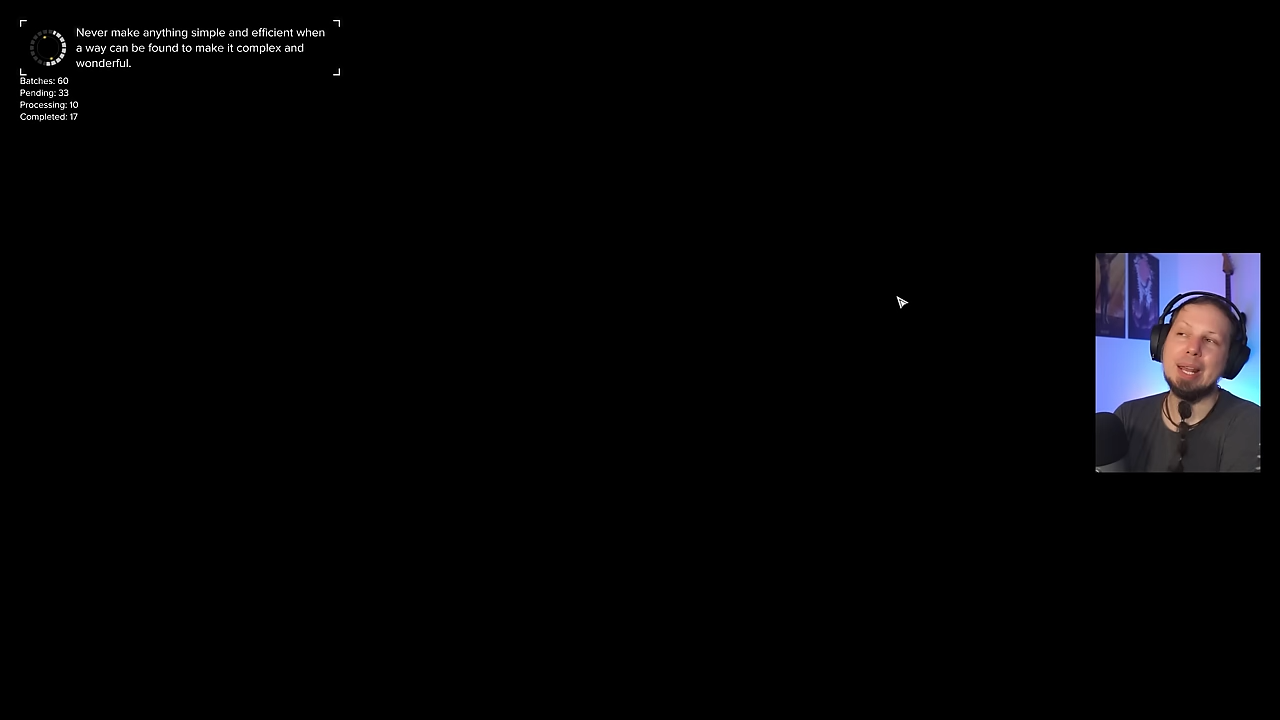 Never make anything simple and efficient when
a way can be found to make it complex and
wonderful.
Batches: 60
Pending: 33
Processing: 10
Completed: 17